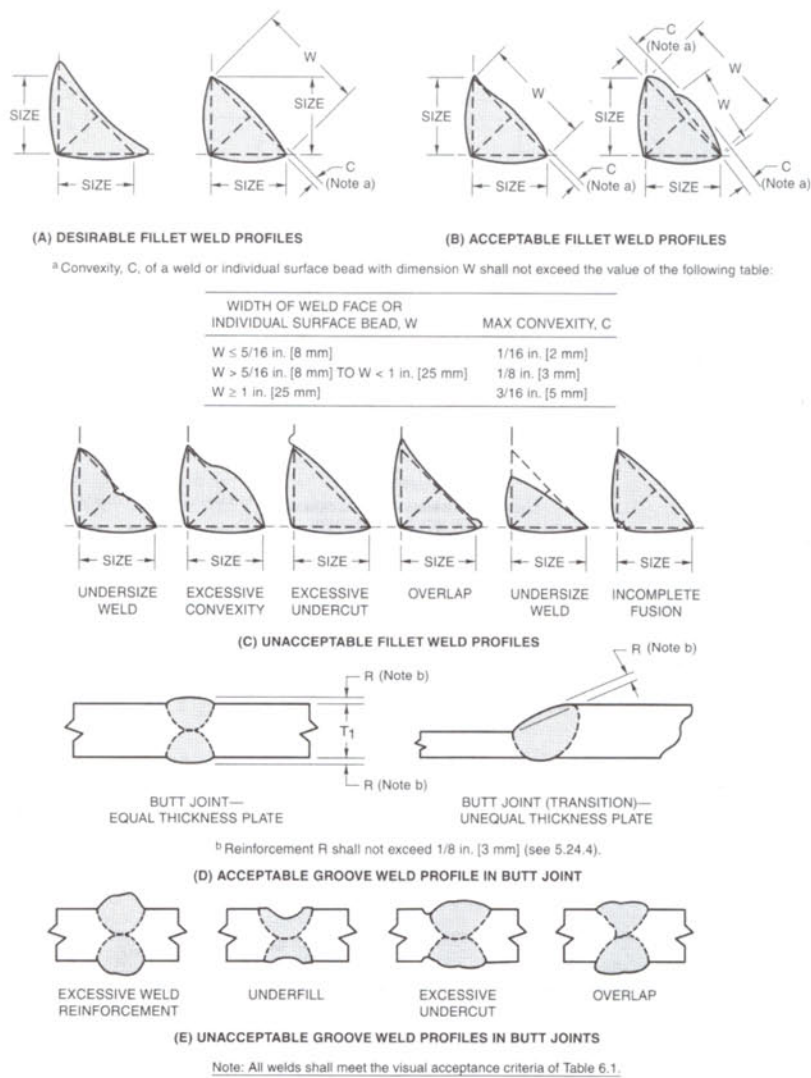 C
(Note a)
W
SIZE
SIZE
C
(Note a)
SIZE
SIZE
W
SIZE
SIZE
C
(Note a)
C
(Note a)
W
W
SIZE
SIZE
C
(Note a)
(A) DESIRABLE FILLET WELD PROFILES
(B) ACCEPTABLE FILLET WELD PROFILES
a Convexity, C, of a weld or individual surface bead with dimension W shall not exceed the value of the following table:
WIDTH OF WELD FACE OR
INDIVIDUAL SURFACE BEAD, W
MAX CONVEXITY, C
W ≤ 5/16 in. [8 mm] 1/16 in. [2 mm]
W > 5/16 in. [8 mm] TO W < 1 in. [25 mm] 1/8 in. [3 mm]
W ≥ 1 in. [25 mm] 3/16 in. [5 mm]
SIZE SIZE SIZE SIZE SIZE SIZE
UNDERSIZE
WELD
EXCESSIVE
CONVEXITY
EXCESSIVE
UNDERCUT
OVERLAP
UNDERSIZE
WELD
INCOMPLETE
FUSION
(C) UNACCEPTABLE FILLET WELD PROFILES
R (Note b)
R (Note b)
T1
R (Note b)
BUTT JOINT—
EQUAL THICKNESS PLATE
BUTT JOINT (TRANSITION)—
UNEQUAL THICKNESS PLATE
b Reinforcement R shall not exceed 1/8 in. [3 mm] (see 5.24.4).
(D) ACCEPTABLE GROOVE WELD PROFILE IN BUTT JOINT
EXCESSIVE WELD
REINFORCEMENT
UNDERFILL
EXCESSIVE
UNDERCUT
OVERLAP
(E) UNACCEPTABLE GROOVE WELD PROFILES IN BUTT JOINTS
Note: All welds shall meet the visual acceptance criteria of Table 6.1.